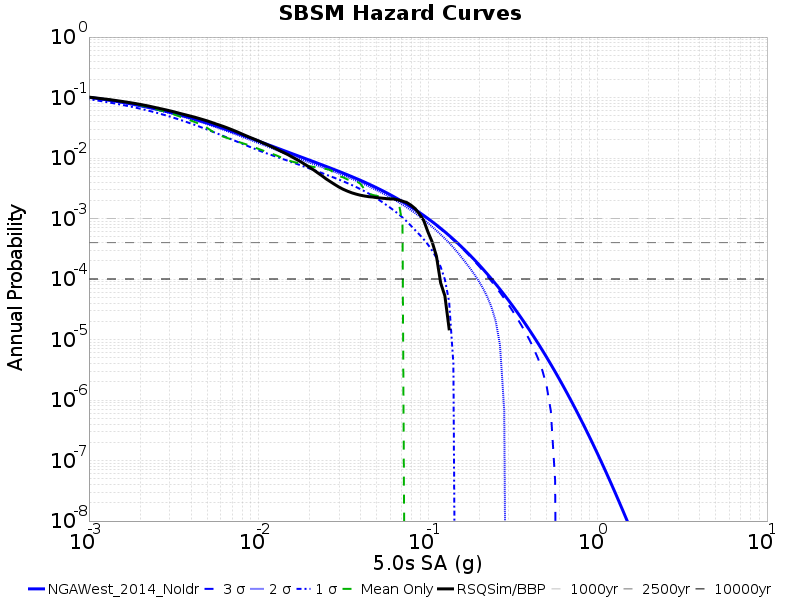 SBSM Hazard Curves
10^0
10^-1
10^-2
10^-3
10^-4
10^-5
10^-6
10^-7
10^-8
Annual Probability
10^-3 10^-2 10^-1 10^0 10^1
5.0s SA (g)
NGAWest_2014_NoIdr 3 σ 2 σ 1 σ Mean Only RSQSim/BBP 1000yr 2500yr 10000yr